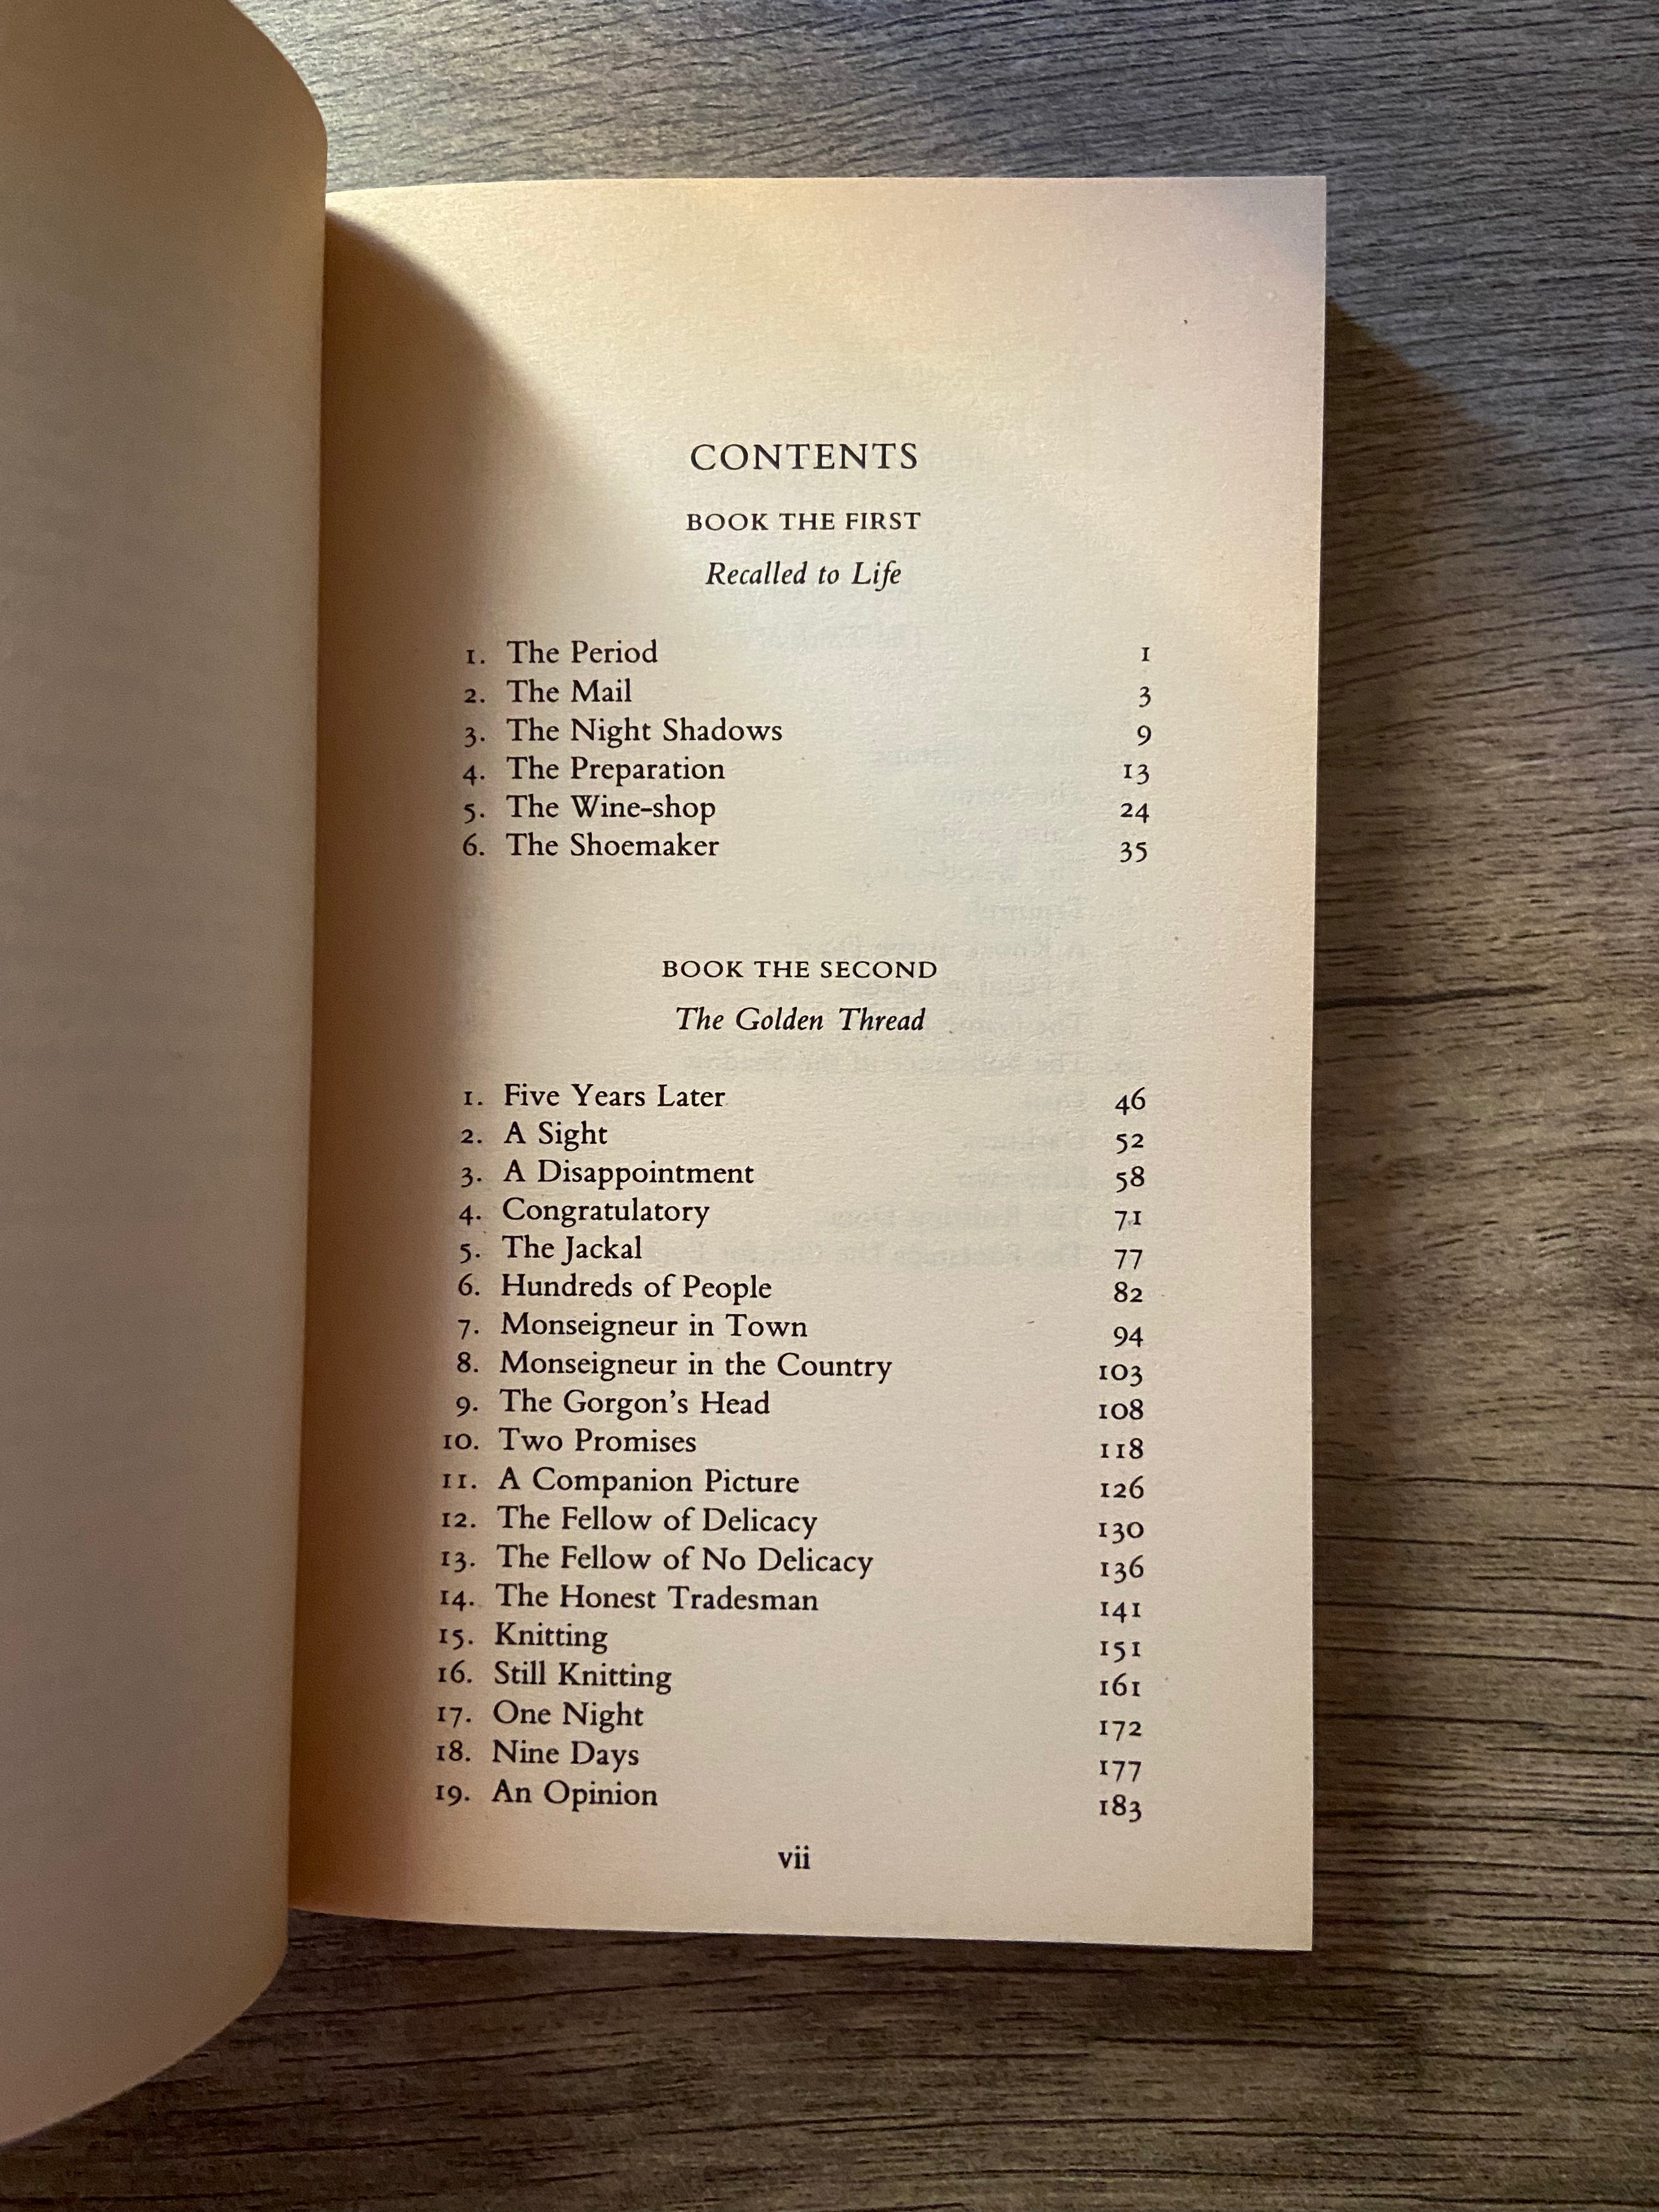 CONTENTS
BOOK THE FIRST
Recalled to Life
1. The Period 1
2. The Mail 3
3. The Night Shadows 9
4. The Preparation 13
5. The Wine-shop 24
6. The Shoemaker 35
BOOK THE SECOND
The Golden Thread
1. Five Years Later 46
2. A Sight 52
3. A Disappointment 58
4. Congratulatory 71
5. The Jackal 77
6. Hundreds of People 82
7. Monseigneur in Town 94
8. Monseigneur in the Country 103
9. The Gorgon's Head 108
10. Two Promises 118
11. A Companion Picture 126
12. The Fellow of Delicacy 130
13. The Fellow of No Delicacy 136
14. The Honest Tradesman 141
15. Knitting 151
16. Still Knitting 161
17. One Night 172
18. Nine Days 177
19. An Opinion 183
vii